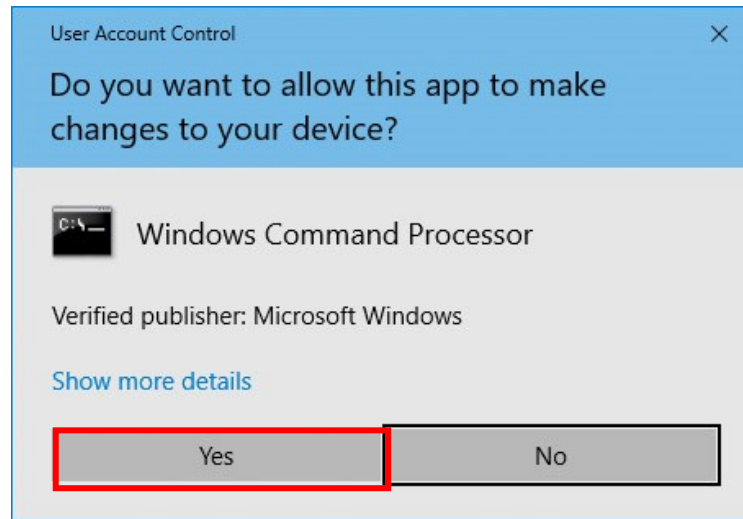 User Account Control
Do you want to allow this app to make
changes to your device?
C:\_
Windows Command Processor
Verified publisher: Microsoft Windows
Show more details
Yes
No